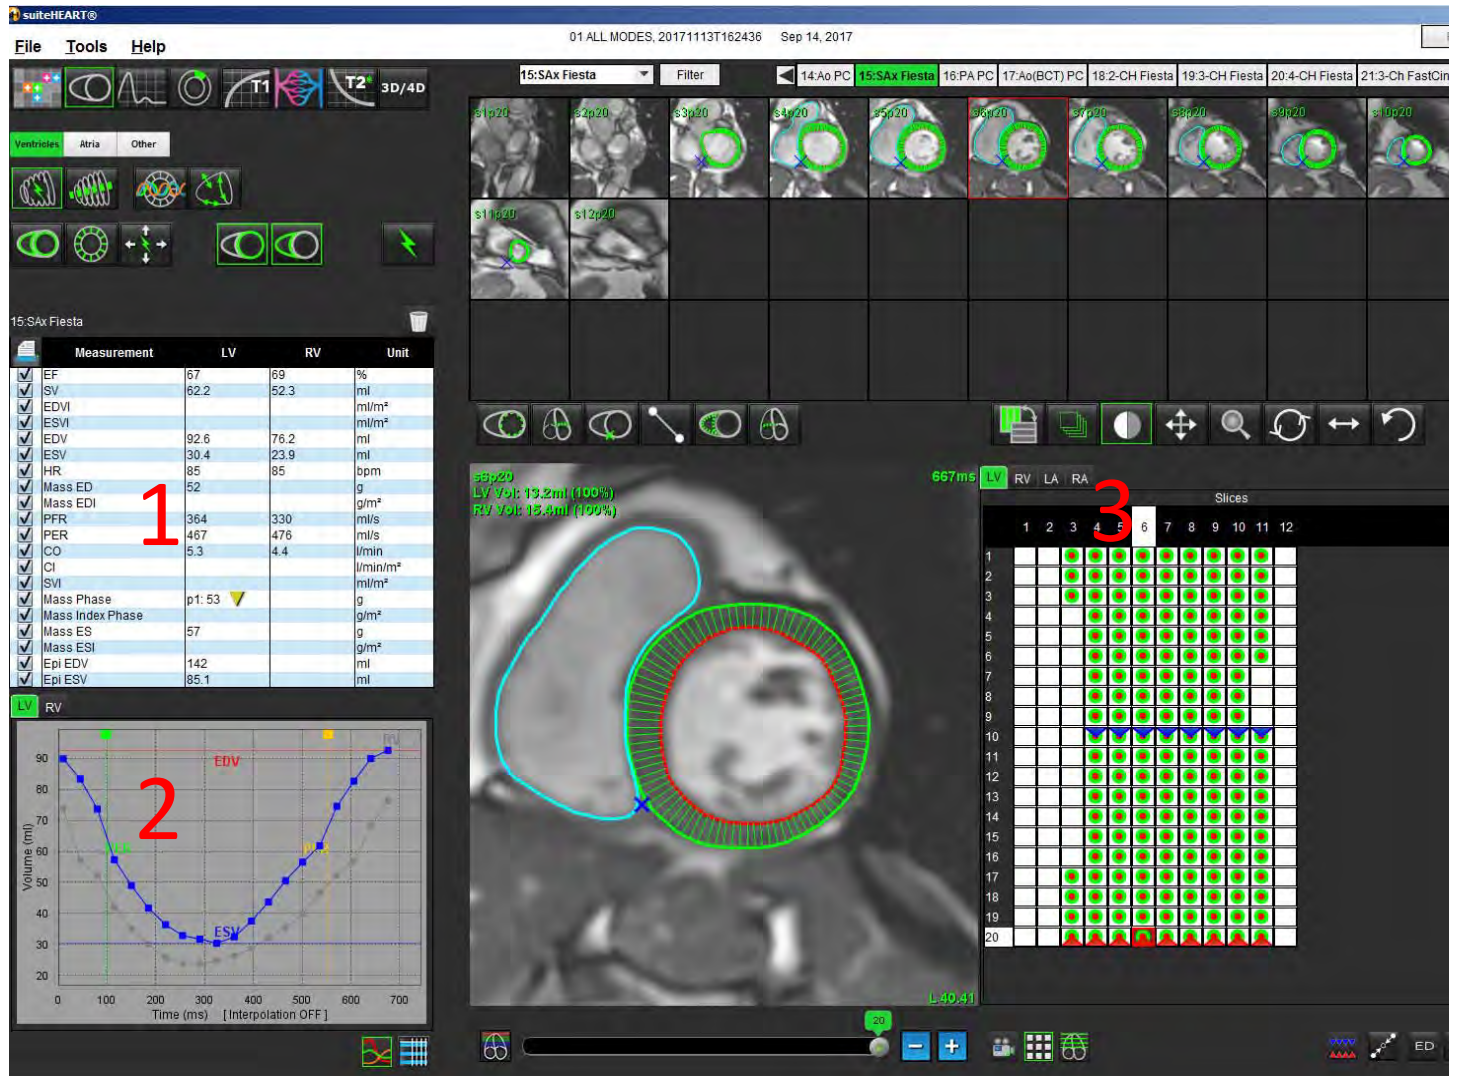 suiteHEART®
File Tools Help
01 ALL MODES, 20171113T162436 Sep 14, 2017
T1 T2* 3D/4D
15:SAx Fiesta Filter 14:Ao PC 15:SAx Fiesta 16:PA PC 17:Ao(BCT) PC 18:2-CH Fiesta 19:3-CH Fiesta 20:4-CH Fiesta 21:3-Ch FastCin
s1p20 s2p20 s3p20 s4p20 s5p20 s6p20 s7p20 s8p20 s9p20 s10p20
s11p20 s12p20
Ventricles Atria Other
15:SAx Fiesta
Measurement LV RV Unit
EF 67 69 %
SV 62.2 52.3 ml
EDVI ml/m²
ESVI ml/m²
EDV 92.6 76.2 ml
ESV 30.4 23.9 ml
HR 85 85 bpm
Mass ED 52 g
Mass EDI g/m²
PFR 364 330 ml/s
PER 467 476 ml/s
CO 5.3 4.4 l/min
CI l/min/m²
SVI ml/m²
Mass Phase p1: 53 g
Mass Index Phase g/m²
Mass ES 57 g
Mass ESI g/m²
Epi EDV 142 ml
Epi ESV 85.1 ml
1
LV RV
RV
EDV
PER PFR
ESV
2
Volume (ml)
90
80
70
60
50
40
30
20
0 100 200 300 400 500 600 700
Time (ms) [ Interpolation OFF ]
s6p20 667ms
LV Vol: 13.2ml (100%)
RV Vol: 15.4ml (100%)
L 40.41
20
LV RV LA RA
3
Slices
1 2 3 4 5 6 7 8 9 10 11 12
1
2
3
4
5
6
7
8
9
10
11
12
13
14
15
16
17
18
19
20
ED